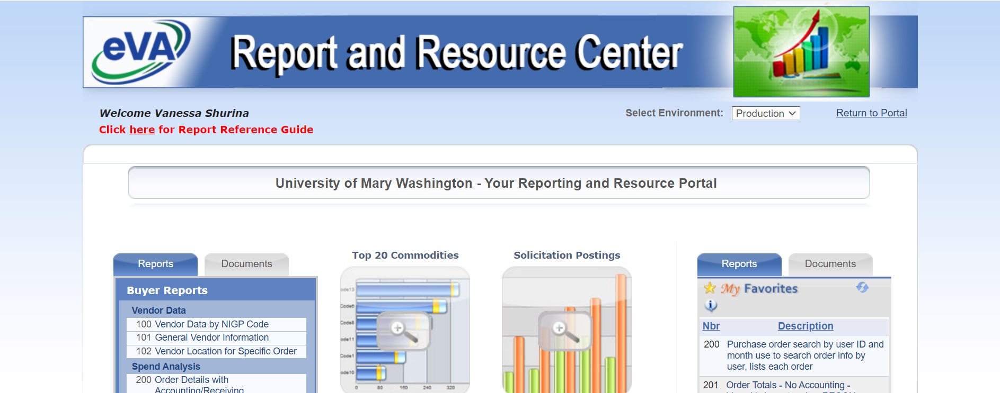 eVA
Report and Resource Center
Welcome Vanessa Shurina
Select Environment: Production
Return to Portal
Click here for Report Reference Guide
University of Mary Washington - Your Reporting and Resource Portal
Reports
Documents
Buyer Reports
Vendor Data
100 Vendor Data by NIGP Code
101 General Vendor Information
102 Vendor Location for Specific Order
Spend Analysis
200 Order Details with
Accounting/Receiving
Top 20 Commodities
ode13
Code6
Code8
ode11
Code1
ode10
0 80 160 240 320
Solicitation Postings
Reports
Documents
My Favorites
Nbr Description
200 Purchase order search by user ID and
month use to search order info by
user, lists each order
201 Order Totals - No Accounting -